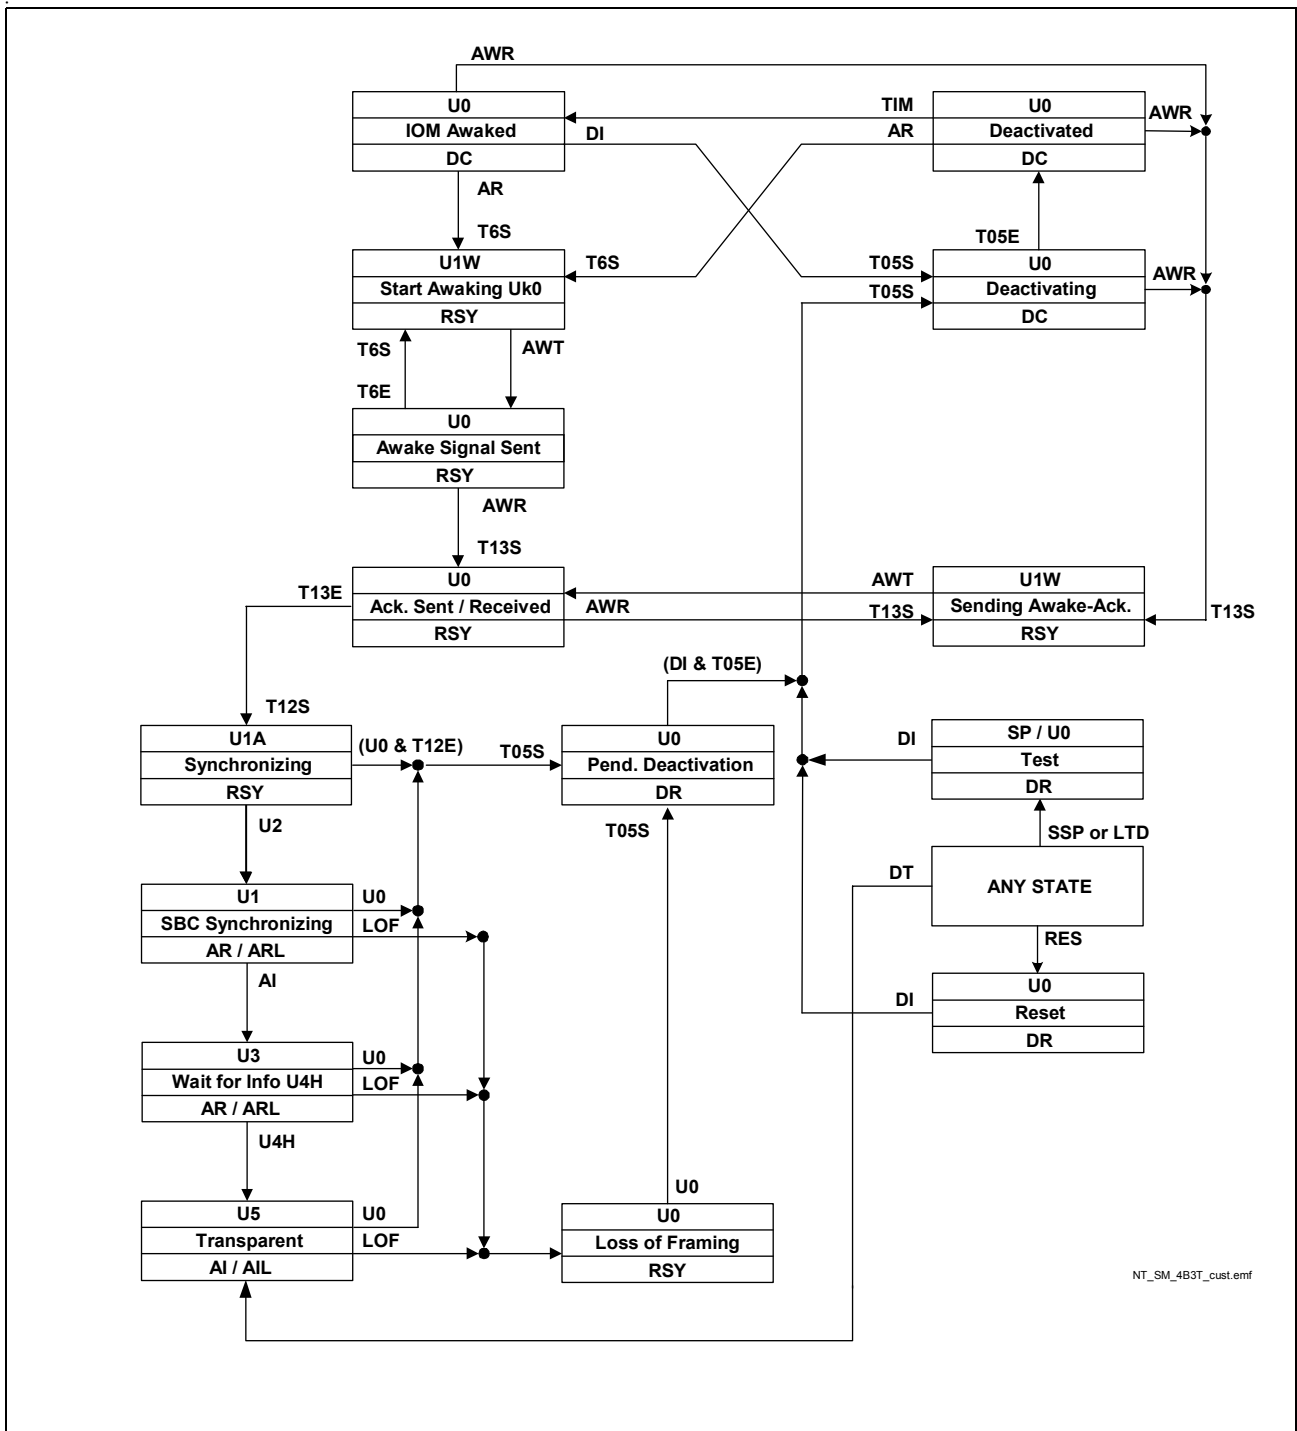 AWR
U0
IOM Awaked
DC
TIM
AR
DI
U0
Deactivated
DC
AWR
AR
T6S
T05E
U1W
Start Awaking Uk0
RSY
T6S
T05S
T05S
U0
Deactivating
DC
AWR
T6S
AWT
T6E
U0
Awake Signal Sent
RSY
AWR
T13S
T13E
U0
Ack. Sent / Received
RSY
AWT
AWR
T13S
U1W
Sending Awake-Ack.
RSY
T13S
(DI & T05E)
T12S
U1A
Synchronizing
RSY
(U0 & T12E)
T05S
U0
Pend. Deactivation
DR
DI
SP / U0
Test
DR
U2
T05S
SSP or LTD
DT
ANY STATE
U1
SBC Synchronizing
AR / ARL
U0
LOF
RES
AI
DI
U0
Reset
DR
U3
Wait for Info U4H
AR / ARL
U0
LOF
U4H
U0
U5
Transparent
AI / AIL
U0
LOF
U0
Loss of Framing
RSY
NT_SM_4B3T_cust.emf